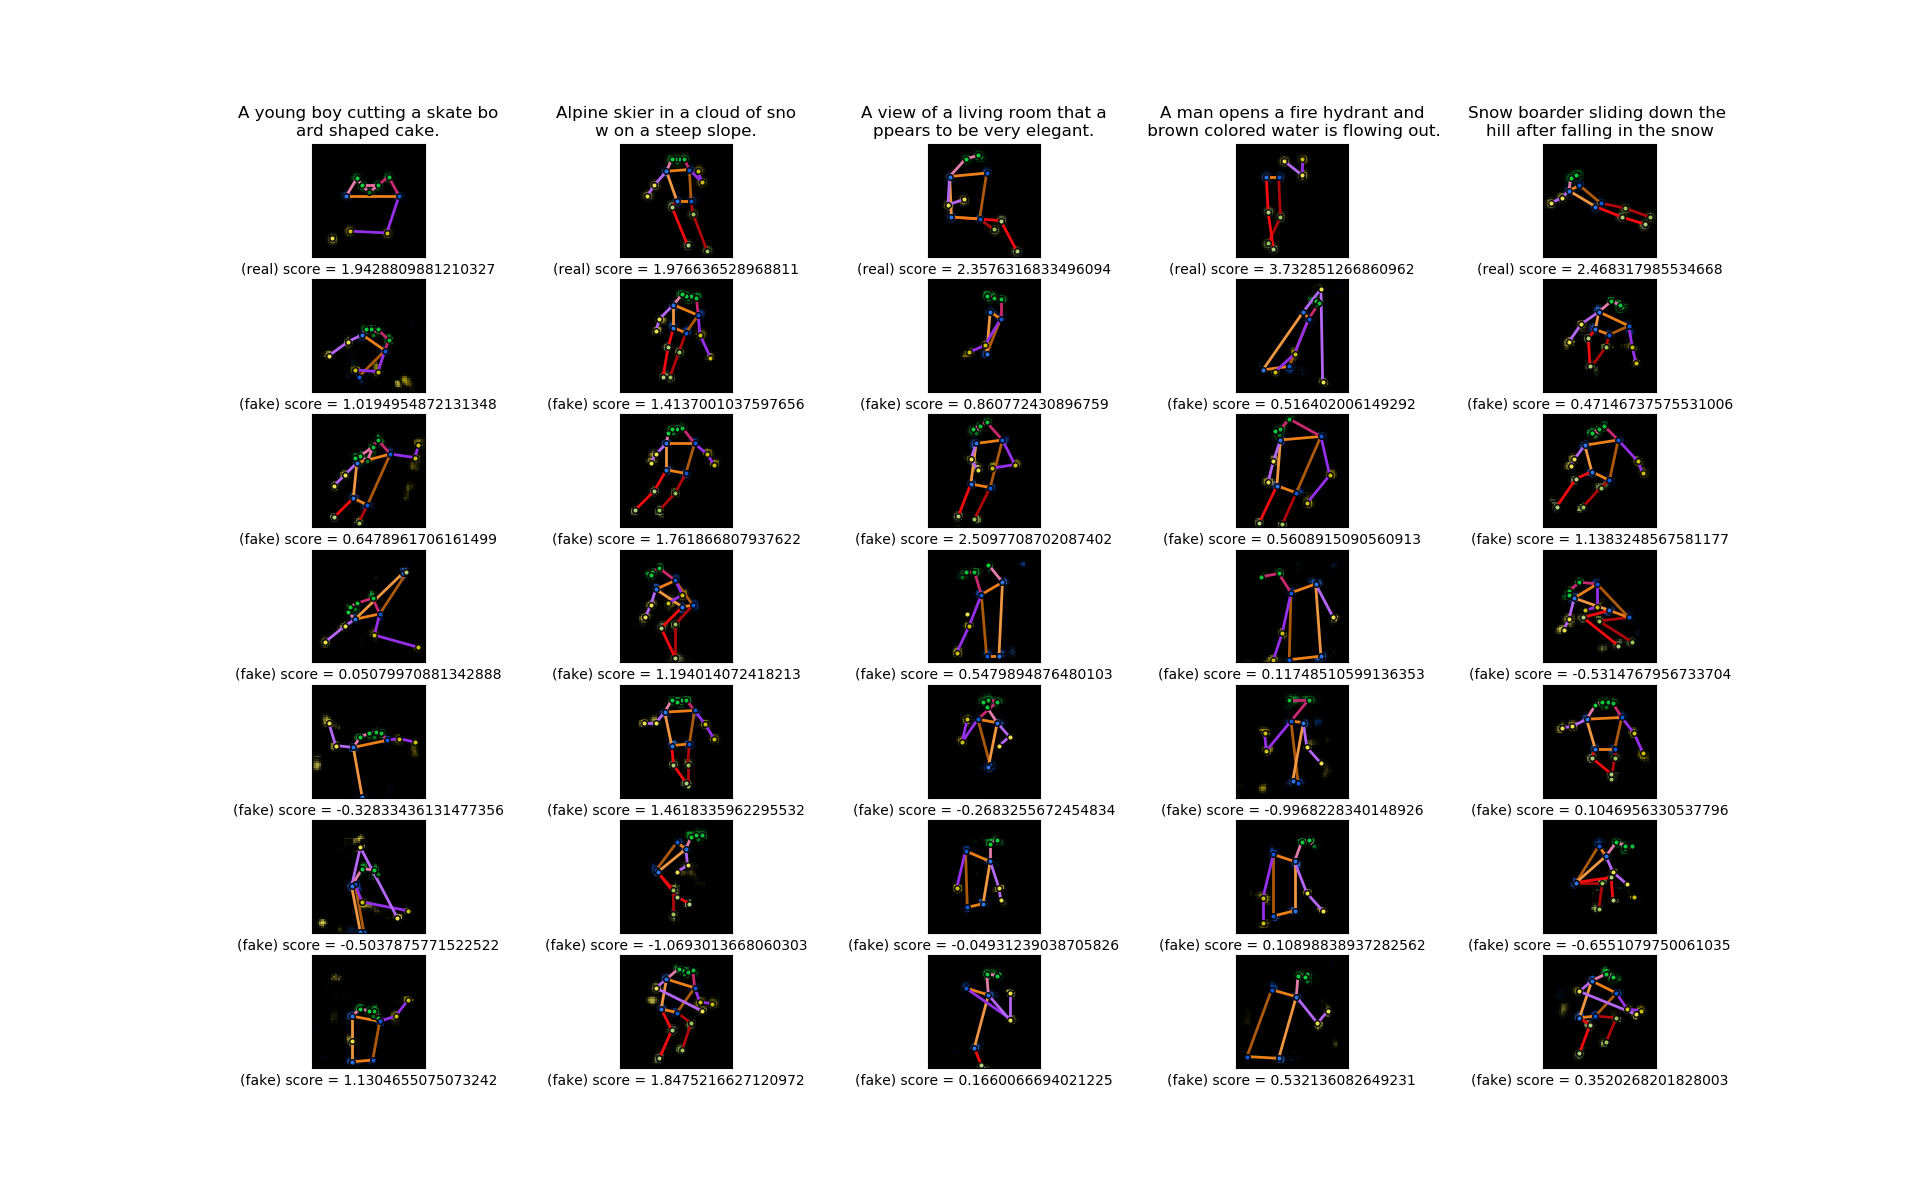 A young boy cutting a skate bo
ard shaped cake.
Alpine skier in a cloud of sno
w on a steep slope.
A view of a living room that a
ppears to be very elegant.
A man opens a fire hydrant and
brown colored water is flowing out.
Snow boarder sliding down the
hill after falling in the snow
(real) score = 1.9428809881210327
(real) score = 1.976636528968811
(real) score = 2.3576316833496094
(real) score = 3.732851266860962
(real) score = 2.468317985534668
(fake) score = 1.0194954872131348
(fake) score = 1.4137001037597656
(fake) score = 0.860772430896759
(fake) score = 0.516402006149292
(fake) score = 0.47146737575531006
(fake) score = 0.6478961706161499
(fake) score = 1.761866807937622
(fake) score = 2.5097708702087402
(fake) score = 0.5608915090560913
(fake) score = 1.1383248567581177
(fake) score = 0.05079970881342888
(fake) score = 1.194014072418213
(fake) score = 0.5479894876480103
(fake) score = 0.11748510599136353
(fake) score = -0.5314767956733704
(fake) score = -0.32833436131477356
(fake) score = 1.4618335962295532
(fake) score = -0.2683255672454834
(fake) score = -0.9968228340148926
(fake) score = 0.1046956330537796
(fake) score = -0.5037875771522522
(fake) score = -1.0693013668060303
(fake) score = -0.04931239038705826
(fake) score = 0.10898838937282562
(fake) score = -0.6551079750061035
(fake) score = 1.1304655075073242
(fake) score = 1.8475216627120972
(fake) score = 0.1660066694021225
(fake) score = 0.532136082649231
(fake) score = 0.3520268201828003